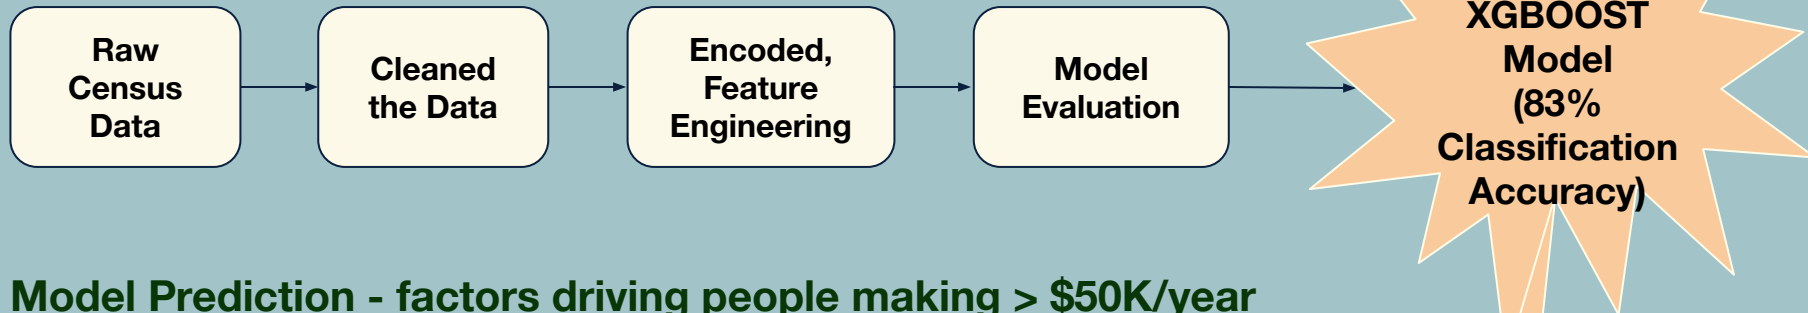 Raw
Census
Data
Cleaned
the Data
Encoded,
Feature
Engineering
Model
Evaluation
XGBOOST
Model
(83%
Classification
Accuracy)
Model Prediction - factors driving people making > $50K/year